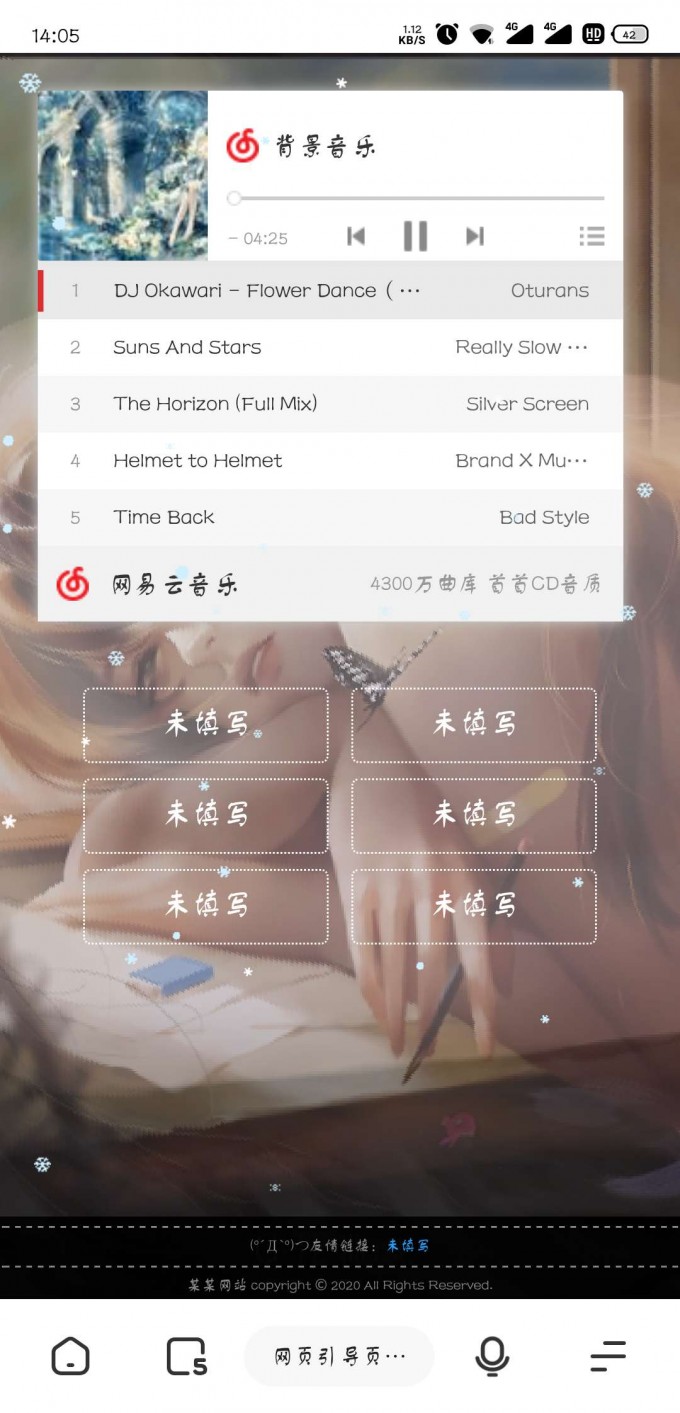 14:05 1.12 KB/S 4G 4G HD 42
背景音乐
- 04:25
1 DJ Okawari - Flower Dance ( ··· Oturans
2 Suns And Stars Really Slow ···
3 The Horizon (Full Mix) Silver Screen
4 Helmet to Helmet Brand X Mu···
5 Time Back Bad Style
网易云音乐 4300万曲库 首首CD音质
未填写 未填写
未填写 未填写
未填写 未填写
(°´Д`°)つ友情链接：未填写
某某网站 copyright © 2020 All Rights Reserved.
5 网页引导页···